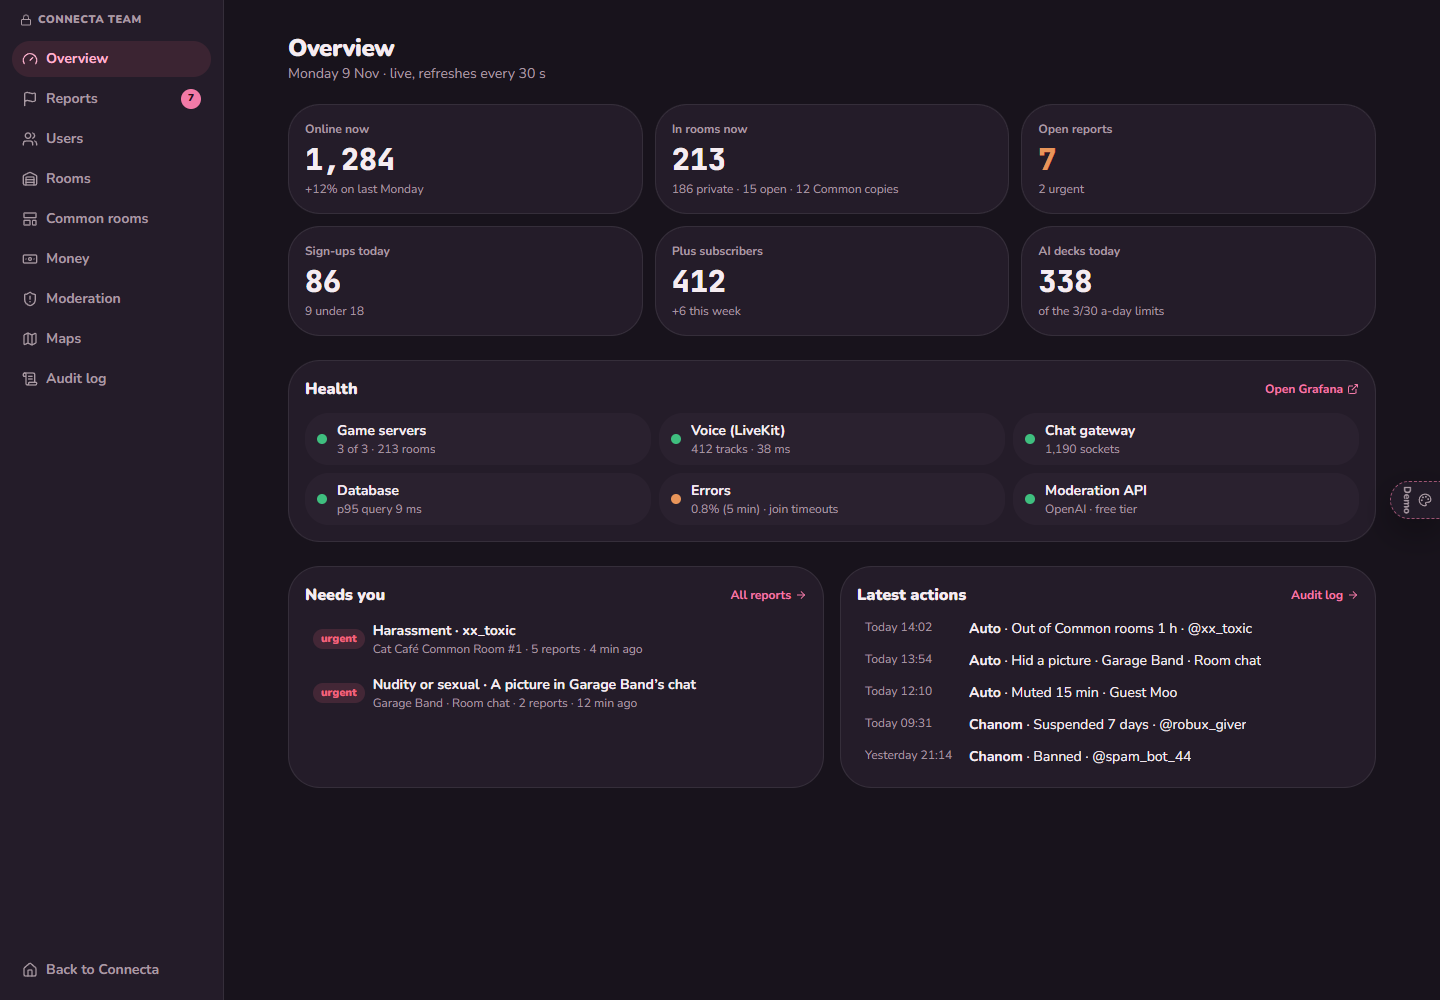 CONNECTA TEAM
Overview
Reports 7
Users
Rooms
Common rooms
Money
Moderation
Maps
Audit log
Back to Connecta
Overview
Monday 9 Nov · live, refreshes every 30 s
Online now
1,284
+12% on last Monday
In rooms now
213
186 private · 15 open · 12 Common copies
Open reports
7
2 urgent
Sign-ups today
86
9 under 18
Plus subscribers
412
+6 this week
AI decks today
338
of the 3/30 a-day limits
Health
Open Grafana
Game servers
3 of 3 · 213 rooms
Voice (LiveKit)
412 tracks · 38 ms
Chat gateway
1,190 sockets
Database
p95 query 9 ms
Errors
0.8% (5 min) · join timeouts
Moderation API
OpenAI · free tier
Needs you
All reports →
urgent
Harassment · xx_toxic
Cat Café Common Room #1 · 5 reports · 4 min ago
urgent
Nudity or sexual · A picture in Garage Band’s chat
Garage Band · Room chat · 2 reports · 12 min ago
Latest actions
Audit log →
Today 14:02 Auto · Out of Common rooms 1 h · @xx_toxic
Today 13:54 Auto · Hid a picture · Garage Band · Room chat
Today 12:10 Auto · Muted 15 min · Guest Moo
Today 09:31 Chanom · Suspended 7 days · @robux_giver
Yesterday 21:14 Chanom · Banned · @spam_bot_44
Demo